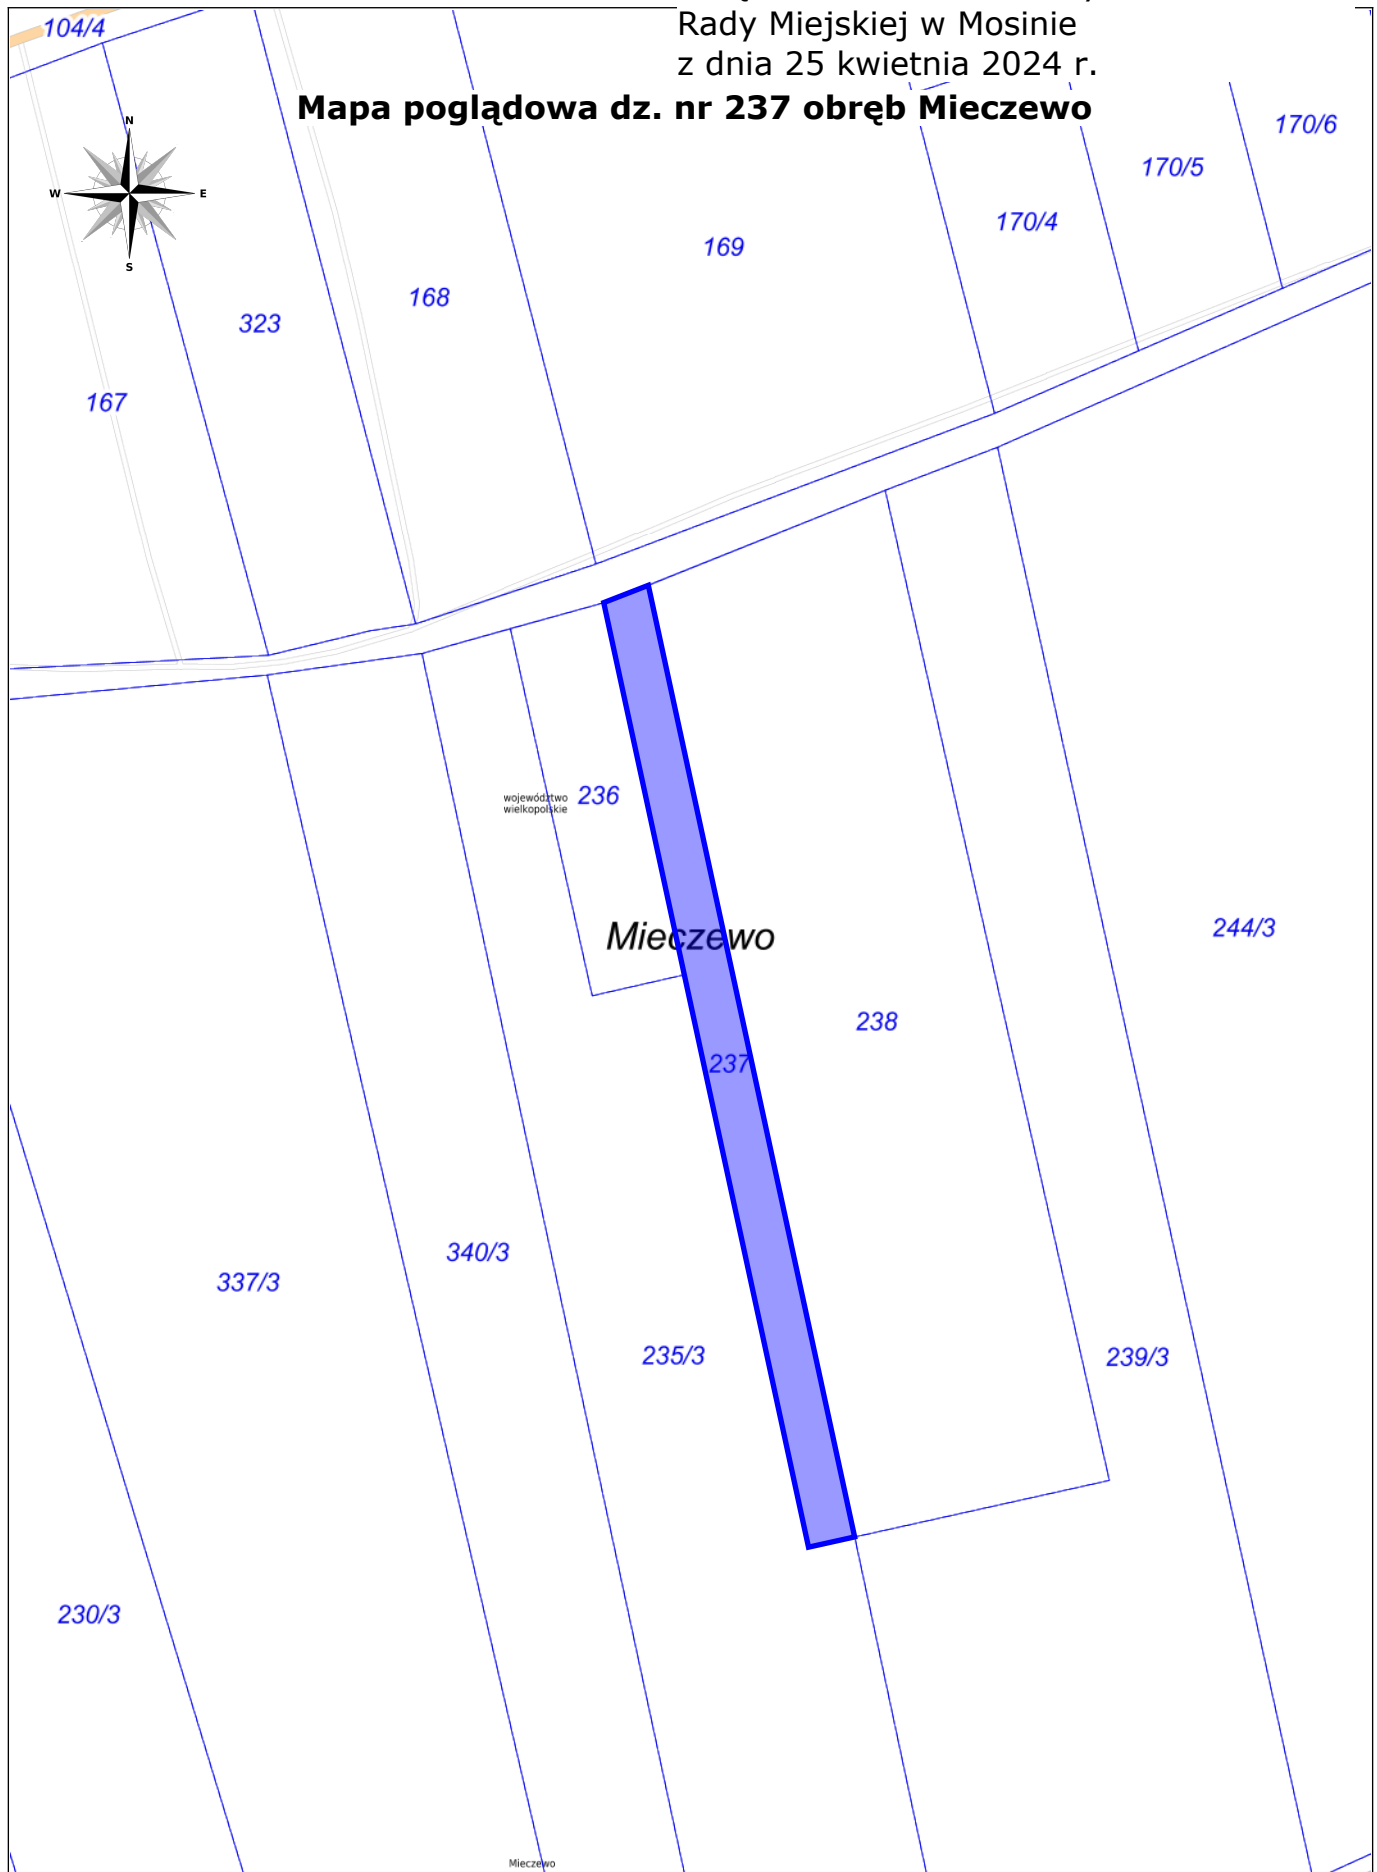 Rady Miejskiej w Mosinie
z dnia 25 kwietnia 2024 r.
Mapa poglądowa dz. nr 237 obręb Mieczewo
104/4
N
W
E
S
170/6
170/5
170/4
169
168
323
167
236
województwo
wielkopolskie
Mieczewo
244/3
238
237
340/3
337/3
235/3
239/3
230/3
Mieczewo